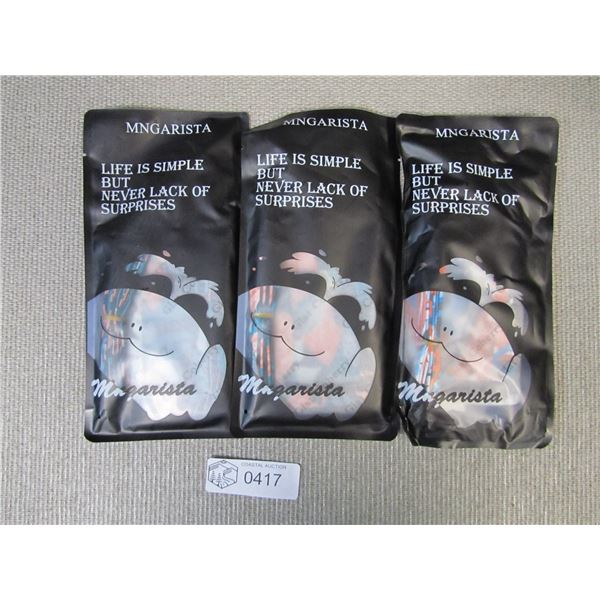 MNGARISTA
LIFE IS SIMPLE
BUT
NEVER LACK OF
SURPRISES
Mngarista
MNGARISTA
LIFE IS SIMPLE
BUT
NEVER LACK OF
SURPRISES
Mngarista
MNGARISTA
LIFE IS SIMPLE
BUT
NEVER LACK OF
SURPRISES
Mngarista
COASTAL AUCTION
0417